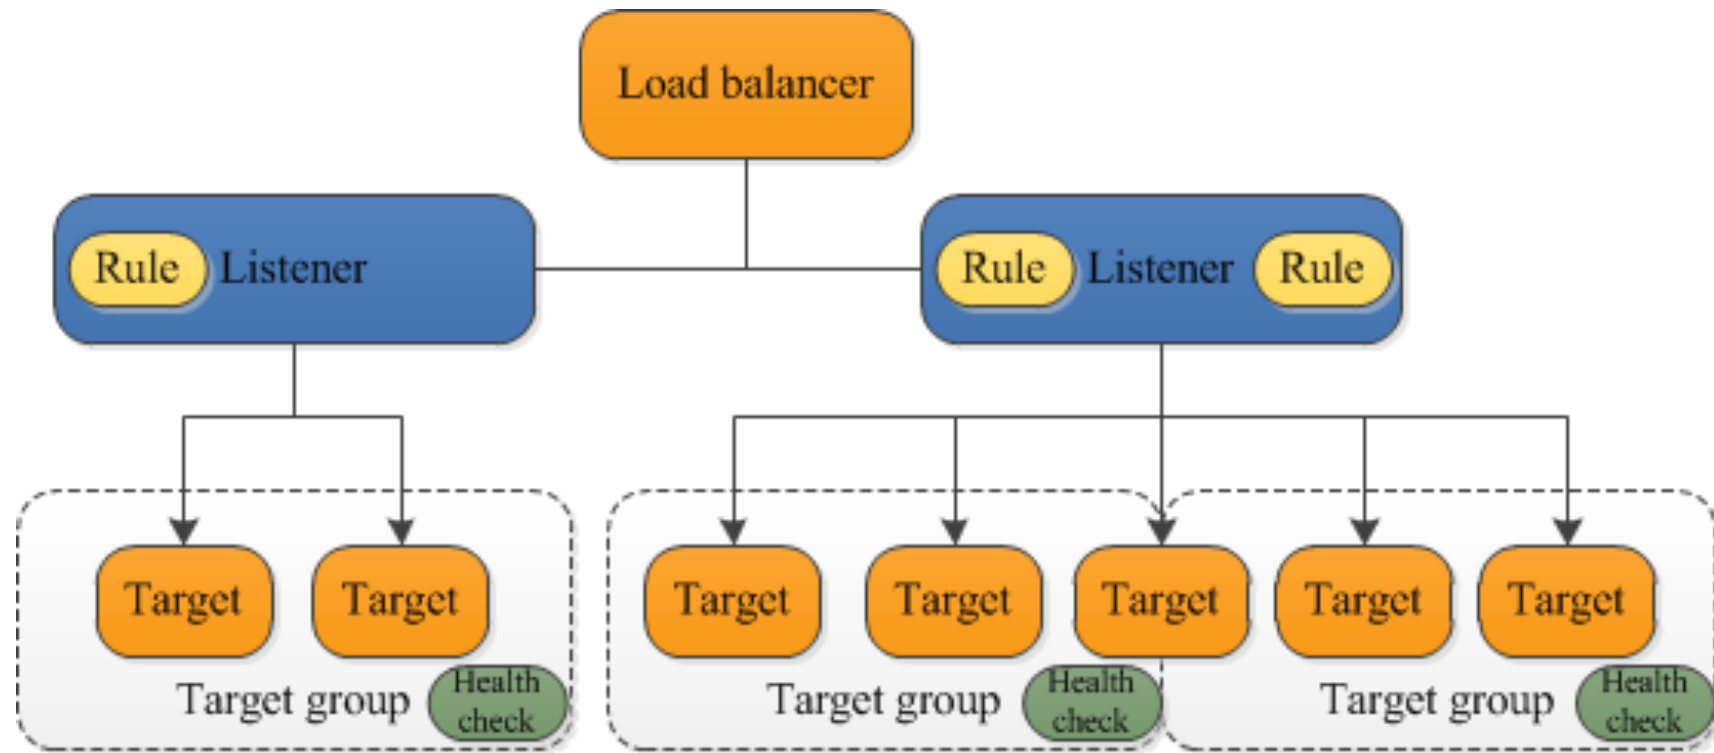 Load balancer
Rule Listener
Rule Listener Rule
Target Target
Target Target Target Target Target
Target group Health
check
Target group Health
check
Target group Health
check